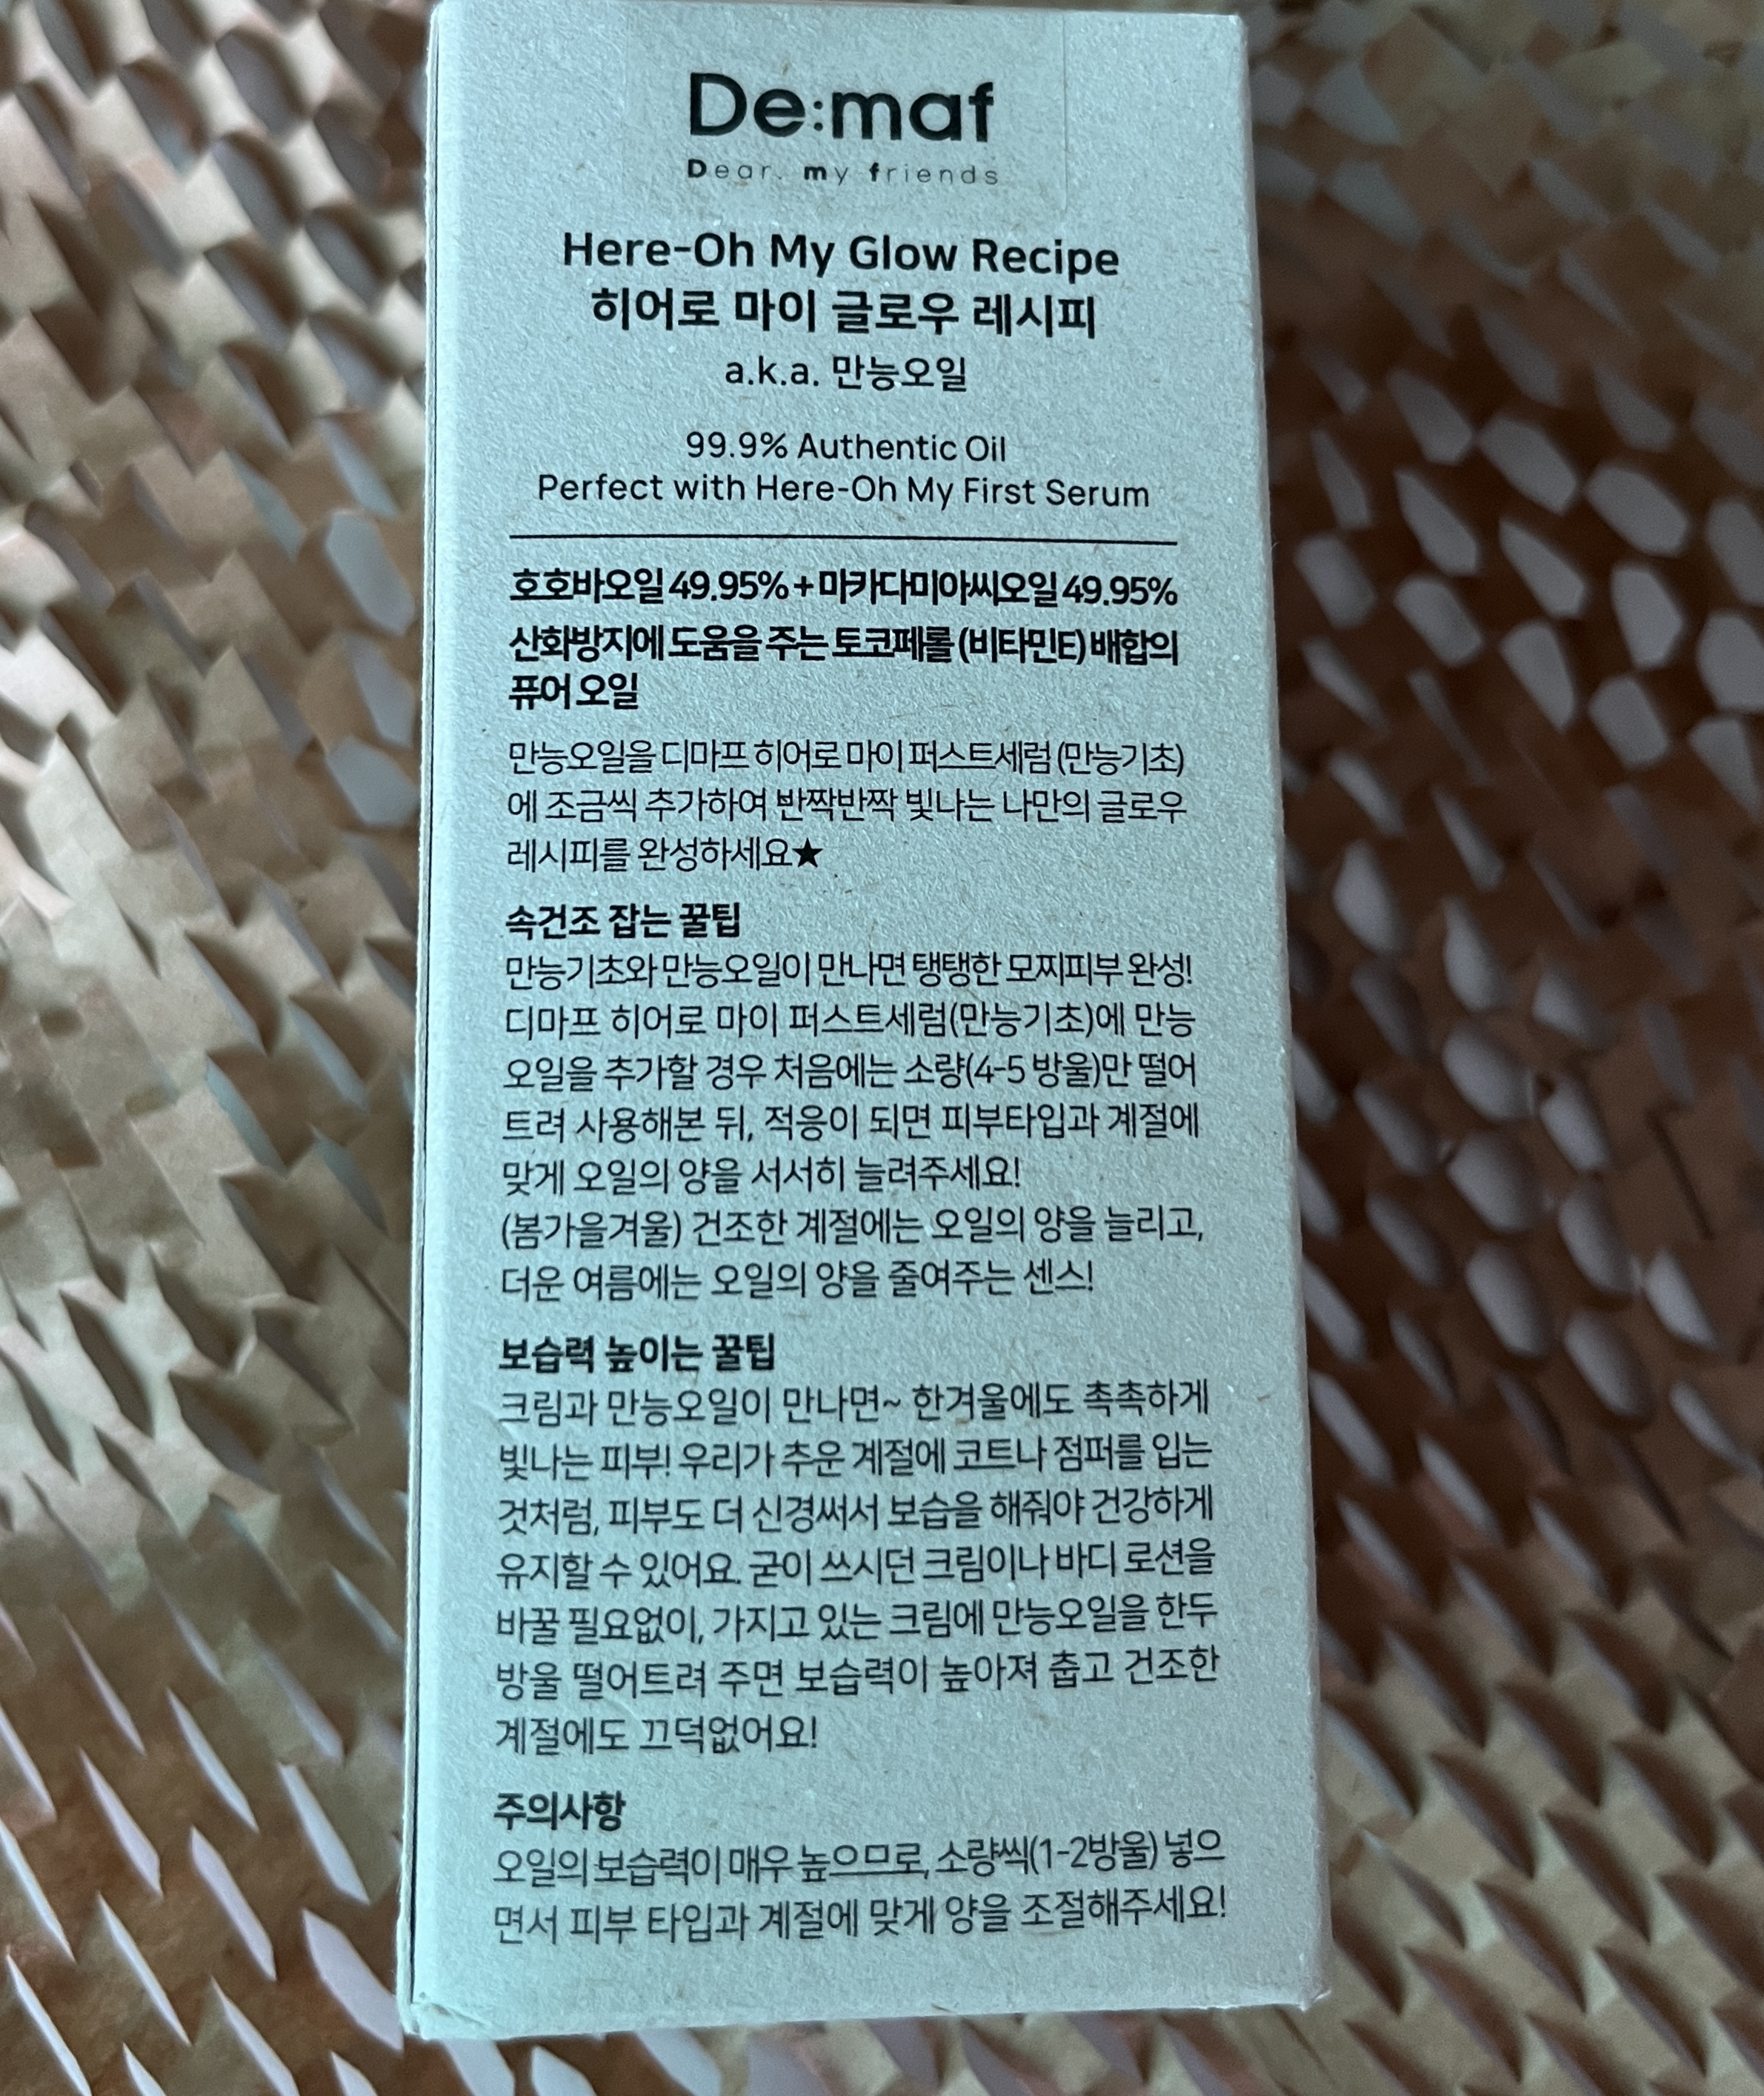 De:maf
Dear. my friends
Here-Oh My Glow Recipe
히어로 마이 글로우 레시피
a.k.a. 만능오일
99.9% Authentic Oil
Perfect with Here-Oh My First Serum
호호바오일 49.95% + 마카다미아씨오일 49.95%
산화방지에 도움을 주는 토코페롤 (비타민E) 배합의
퓨어 오일
만능오일을 디마프 히어로 마이 퍼스트세럼 (만능기초)
에 조금씩 추가하여 반짝반짝 빛나는 나만의 글로우
레시피를 완성하세요★
속건조 잡는 꿀팁
만능기초와 만능오일이 만나면 탱탱한 모찌피부 완성!
디마프 히어로 마이 퍼스트세럼(만능기초)에 만능
오일을 추가할 경우 처음에는 소량(4-5 방울)만 떨어
트려 사용해본 뒤, 적응이 되면 피부타입과 계절에
맞게 오일의 양을 서서히 늘려주세요!
(봄가을겨울) 건조한 계절에는 오일의 양을 늘리고,
더운 여름에는 오일의 양을 줄여주는 센스!
보습력 높이는 꿀팁
크림과 만능오일이 만나면~ 한겨울에도 촉촉하게
빛나는 피부! 우리가 추운 계절에 코트나 점퍼를 입는
것처럼, 피부도 더 신경써서 보습을 해줘야 건강하게
유지할 수 있어요. 굳이 쓰시던 크림이나 바디 로션을
바꿀 필요없이, 가지고 있는 크림에 만능오일을 한두
방울 떨어트려 주면 보습력이 높아져 춥고 건조한
계절에도 끄덕없어요!
주의사항
오일의 보습력이 매우 높으므로, 소량씩(1-2방울) 넣으
면서 피부 타입과 계절에 맞게 양을 조절해주세요!